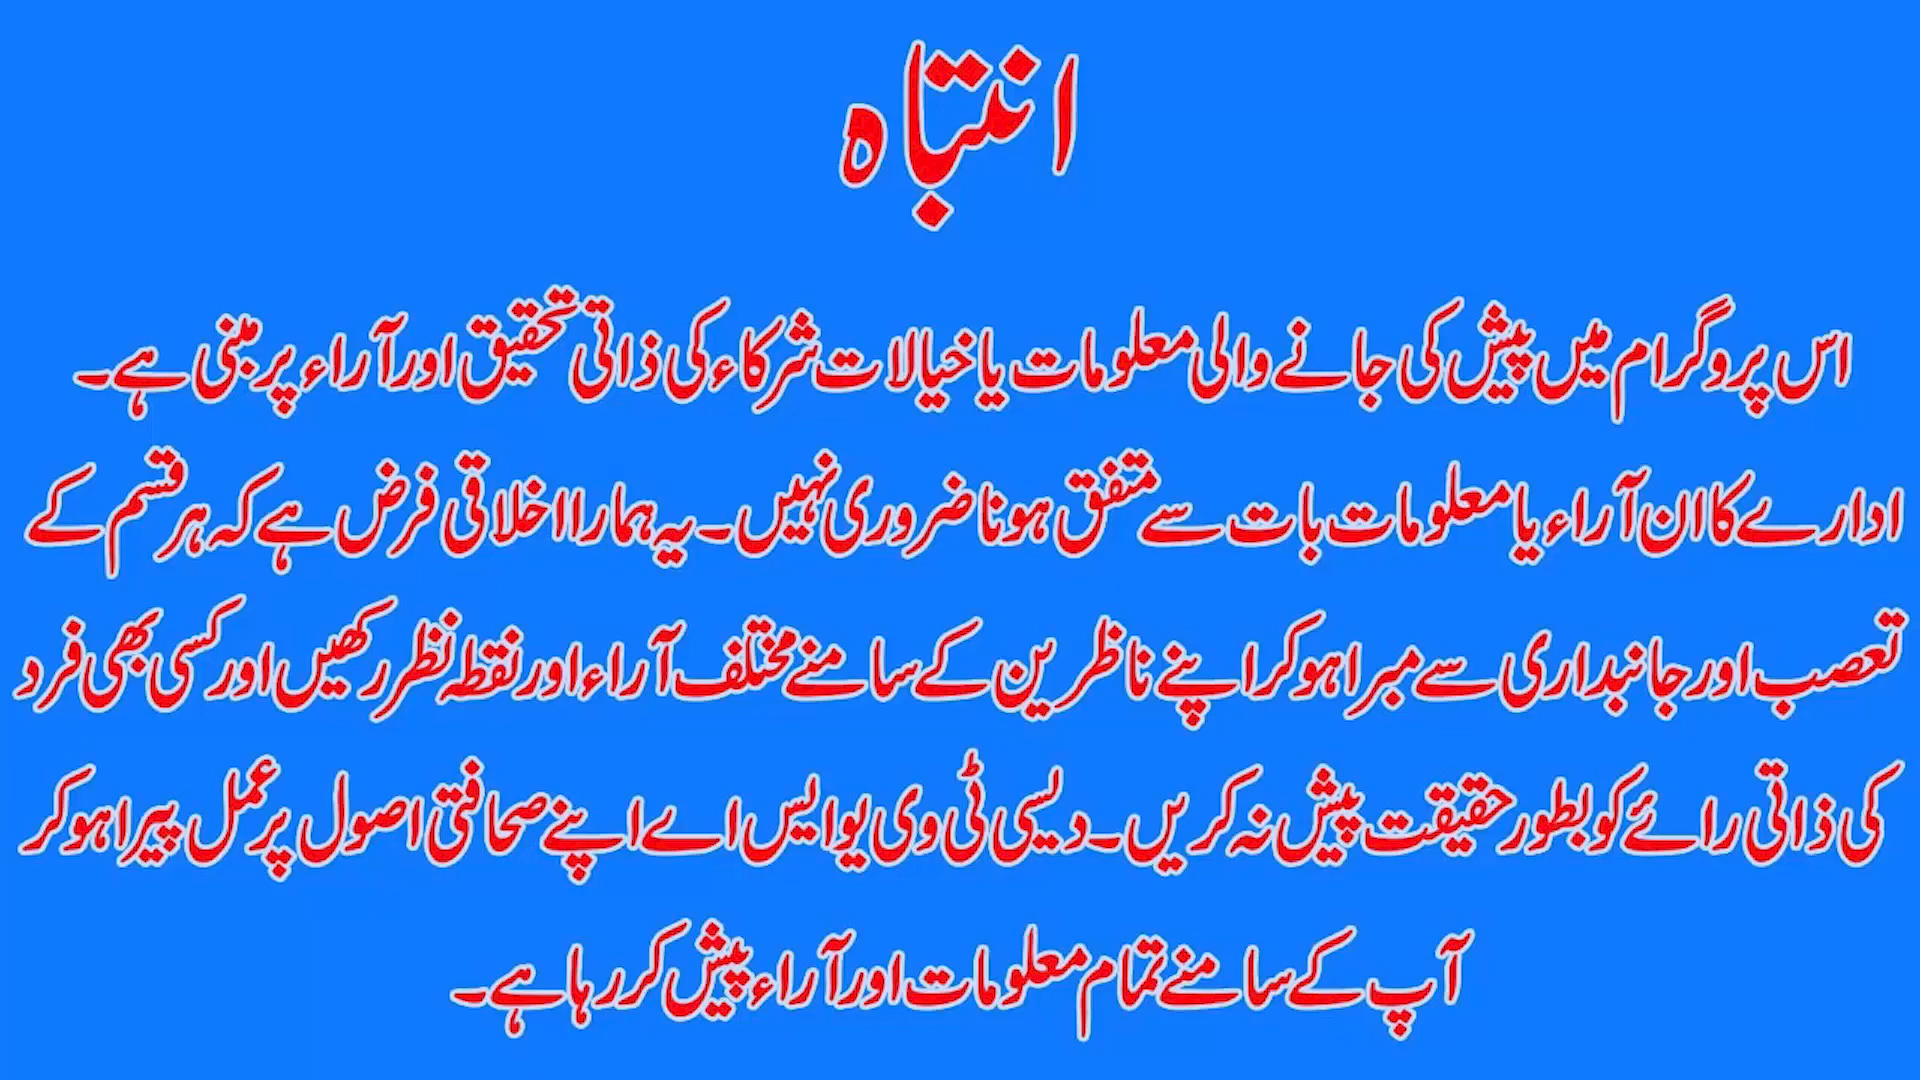 انتباہ
اس پروگرام میں پیش کی جانے والی معلومات یا خیالات شرکاء کی ذاتی تحقیق اور آراء پر مبنی ہے۔
ادارے کا ان آراء یا معلومات بات سے متفق ہونا ضروری نہیں۔ یہ ہمارا اخلاقی فرض ہے کہ ہر قسم کے
تعصب اور جانبداری سے مبرا ہو کر اپنے ناظرین کے سامنے مختلف آراء اور نقطہ نظر رکھیں اور کسی بھی فرد
کی ذاتی رائے کو بطور حقیقت پیش نہ کریں۔ دیسی ٹی وی یو ایس اے اپنے صحافتی اصول پر عمل پیرا ہو کر
آپ کے سامنے تمام معلومات اور آراء پیش کر رہا ہے۔